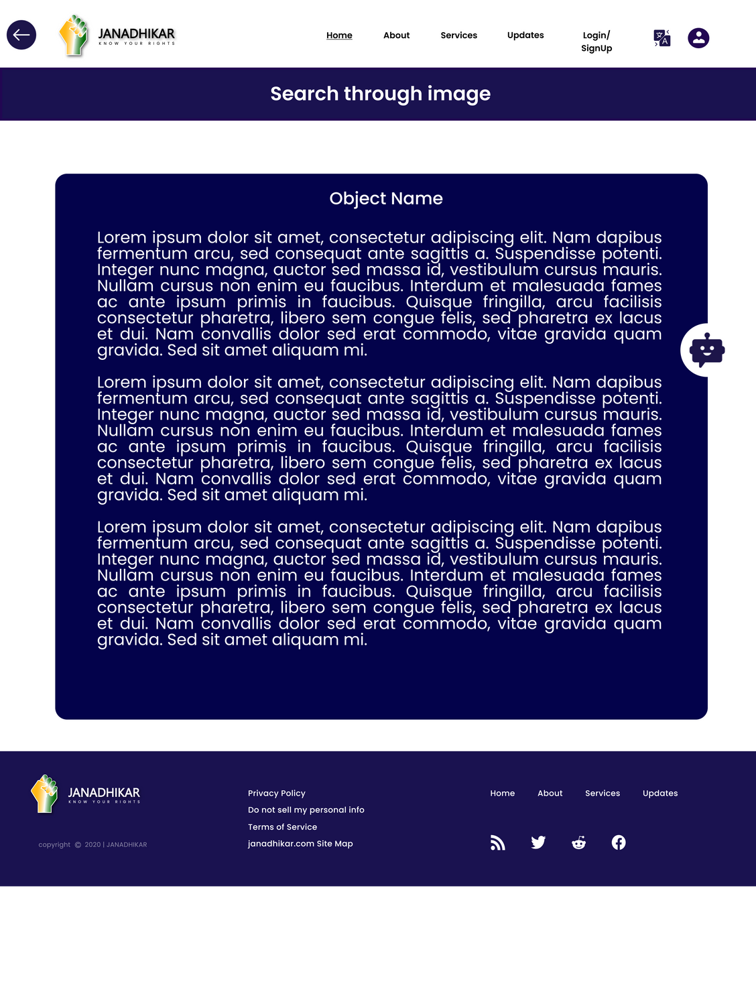 JANADHIKAR
KNOW YOUR RIGHTS
Home
About
Services
Updates
Login/
SignUp
Search through image
Object Name
Lorem ipsum dolor sit amet, consectetur adipiscing elit. Nam dapibus
fermentum arcu, sed consequat ante sagittis a. Suspendisse potenti.
Integer nunc magna, auctor sed massa id, vestibulum cursus mauris.
Nullam cursus non enim eu faucibus. Interdum et malesuada fames
ac ante ipsum primis in faucibus. Quisque fringilla, arcu facilisis
consectetur pharetra, libero sem congue felis, sed pharetra ex lacus
et dui. Nam convallis dolor sed erat commodo, vitae gravida quam
gravida. Sed sit amet aliquam mi.
Lorem ipsum dolor sit amet, consectetur adipiscing elit. Nam dapibus
fermentum arcu, sed consequat ante sagittis a. Suspendisse potenti.
Integer nunc magna, auctor sed massa id, vestibulum cursus mauris.
Nullam cursus non enim eu faucibus. Interdum et malesuada fames
ac ante ipsum primis in faucibus. Quisque fringilla, arcu facilisis
consectetur pharetra, libero sem congue felis, sed pharetra ex lacus
et dui. Nam convallis dolor sed erat commodo, vitae gravida quam
gravida. Sed sit amet aliquam mi.
Lorem ipsum dolor sit amet, consectetur adipiscing elit. Nam dapibus
fermentum arcu, sed consequat ante sagittis a. Suspendisse potenti.
Integer nunc magna, auctor sed massa id, vestibulum cursus mauris.
Nullam cursus non enim eu faucibus. Interdum et malesuada fames
ac ante ipsum primis in faucibus. Quisque fringilla, arcu facilisis
consectetur pharetra, libero sem congue felis, sed pharetra ex lacus
et dui. Nam convallis dolor sed erat commodo, vitae gravida quam
gravida. Sed sit amet aliquam mi.
JANADHIKAR
KNOW YOUR RIGHTS
copyright © 2020 | JANADHIKAR
Privacy Policy
Do not sell my personal info
Terms of Service
janadhikar.com Site Map
Home
About
Services
Updates